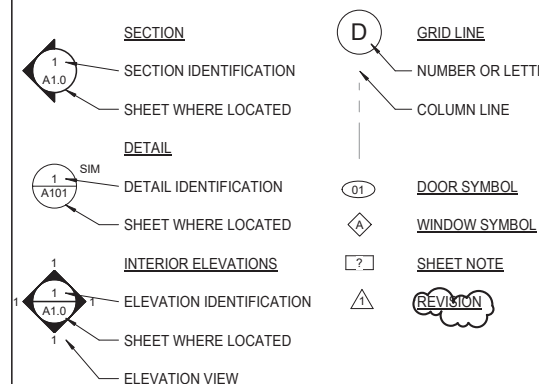 SECTION
1
SECTION IDENTIFICATION
A1.0
SHEET WHERE LOCATED
DETAIL
SIM
1
DETAIL IDENTIFICATION
A101
SHEET WHERE LOCATED
INTERIOR ELEVATIONS
1
1
1
1
ELEVATION IDENTIFICATION
A1.0
SHEET WHERE LOCATED
1
ELEVATION VIEW
D
GRID LINE
NUMBER OR
COLUMN LINE
01
DOOR SYMBOL
A
WINDOW SYMBOL
?
SHEET NOTE
1
REVISION